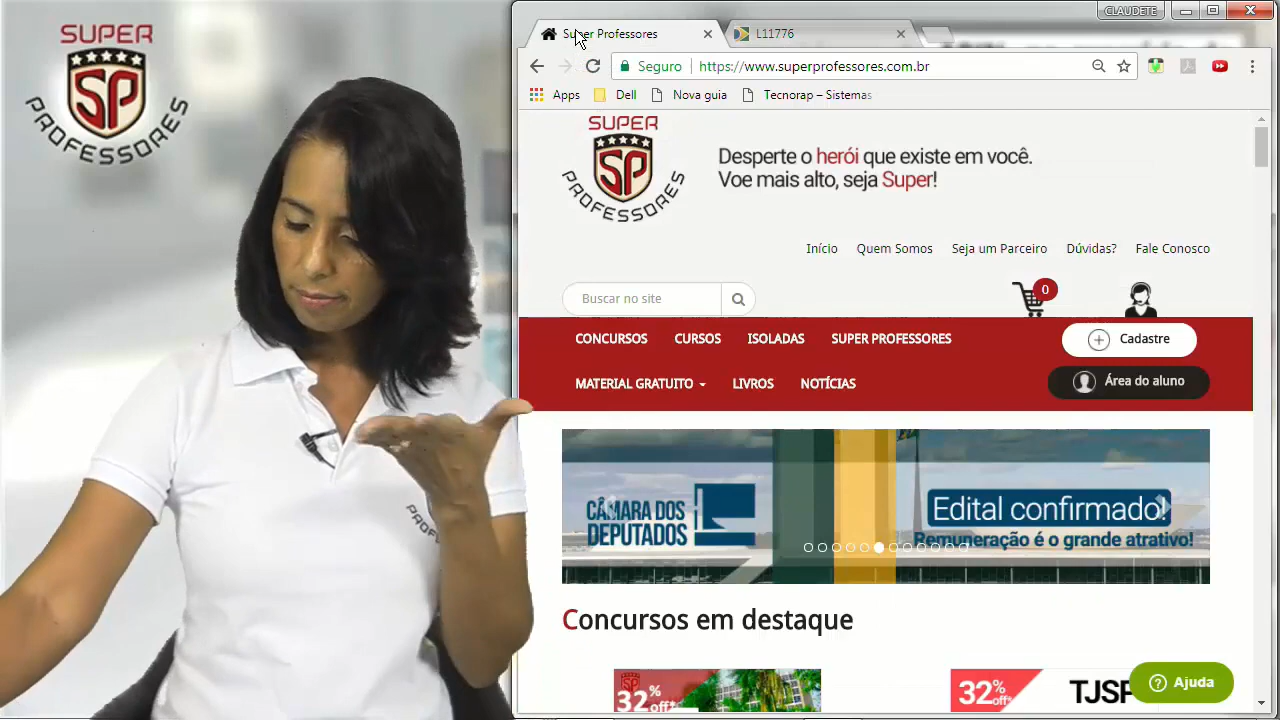 SUPER
SP
PROFESSORES
CLAUDETE
Super Professores
L11776
Seguro
https://www.superprofessores.com.br
Apps
Dell
Nova guia
Tecnorap – Sistemas
SUPER
SP
PROFESSORES
Desperte o herói que existe em você.
Voe mais alto, seja Super!
Início Quem Somos Seja um Parceiro Dúvidas? Fale Conosco
Buscar no site
0
CONCURSOS CURSOS ISOLADAS SUPER PROFESSORES
Cadastre
MATERIAL GRATUITO LIVROS NOTÍCIAS
Área do aluno
CÂMARA DOS
DEPUTADOS
Edital confirmado!
Remuneração é o grande atrativo!
Concursos em destaque
SP
32%
off*
32%
off*
TJSP
Ajuda